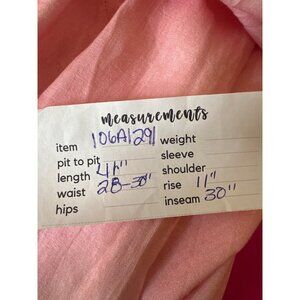 measurements
item 106A1291 weight
pit to pit sleeve
length 41" shoulder
waist 28-30" rise 11"
hips inseam 30"